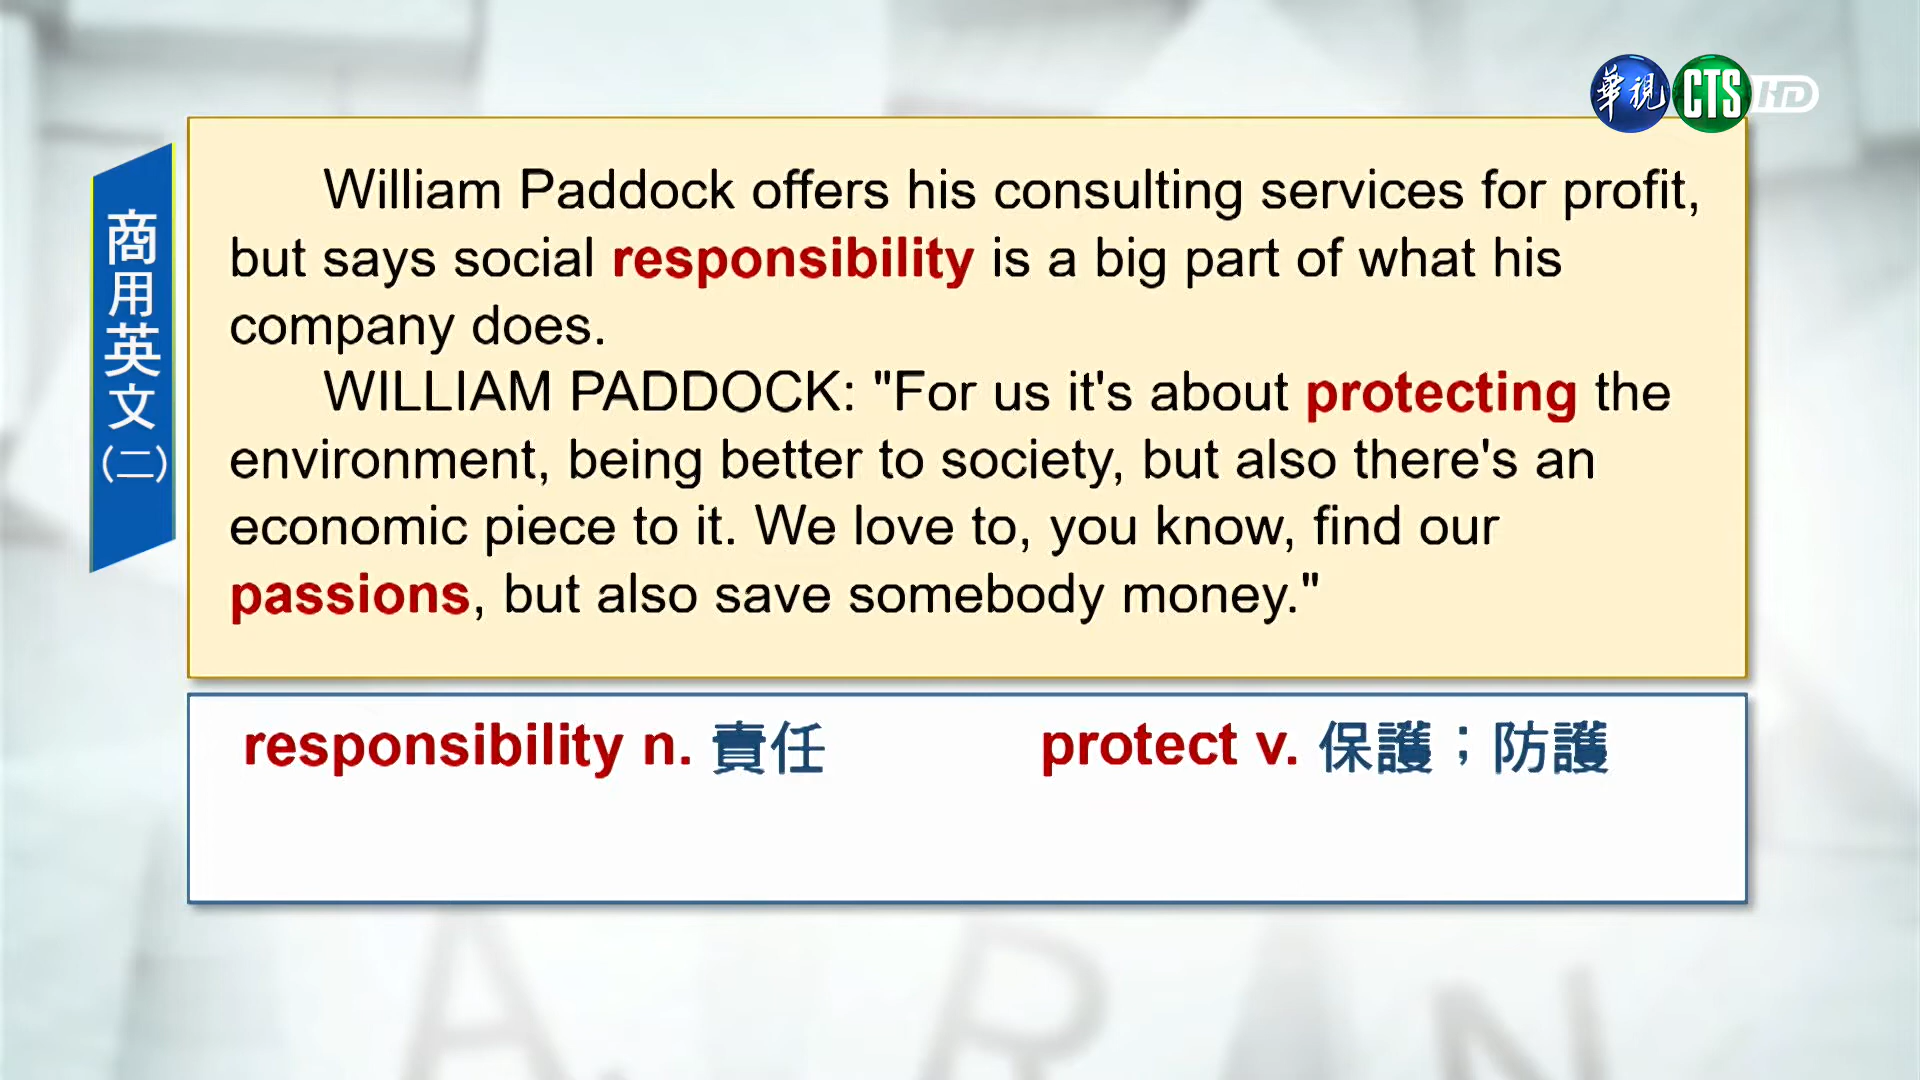 華視 CTS HD
商用英文(二)
William Paddock offers his consulting services for profit,
but says social responsibility is a big part of what his
company does.
WILLIAM PADDOCK: "For us it's about protecting the
environment, being better to society, but also there's an
economic piece to it. We love to, you know, find our
passions, but also save somebody money."
responsibility n. 責任
protect v. 保護；防護
A R N